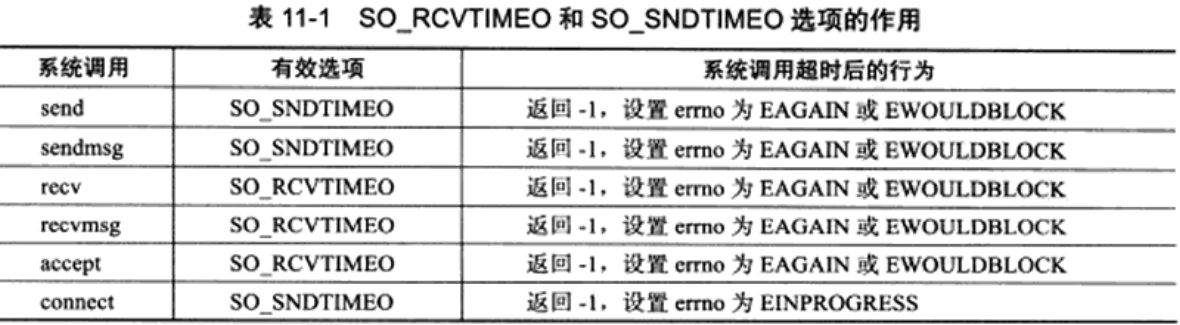 表 11-1 SO_RCVTIMEO 和 SO_SNDTIMEO 选项的作用
系统调用 有效选项 系统调用超时后的行为
send SO_SNDTIMEO 返回 -1，设置 errno 为 EAGAIN 或 EWOULDBLOCK
sendmsg SO_SNDTIMEO 返回 -1，设置 errno 为 EAGAIN 或 EWOULDBLOCK
recv SO_RCVTIMEO 返回 -1，设置 errno 为 EAGAIN 或 EWOULDBLOCK
recvmsg SO_RCVTIMEO 返回 -1，设置 errno 为 EAGAIN 或 EWOULDBLOCK
accept SO_RCVTIMEO 返回 -1，设置 errno 为 EAGAIN 或 EWOULDBLOCK
connect SO_SNDTIMEO 返回 -1，设置 errno 为 EINPROGRESS